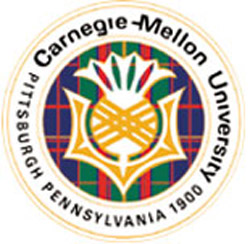 Carnegie-Mellon University
PITTSBURGH PENNSYLVANIA 1900